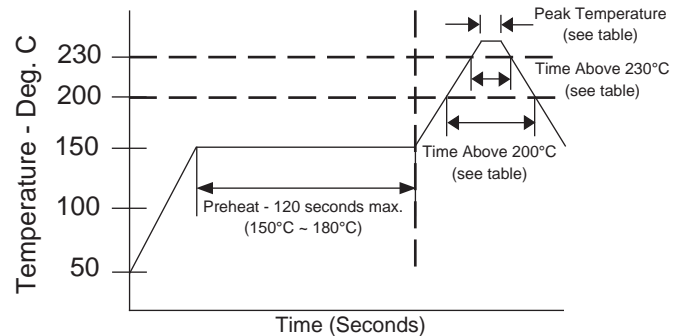 Peak Temperature
(see table)
230
Time Above 230°C
(see table)
200
Time Above 200°C
(see table)
150
Preheat - 120 seconds max.
(150°C ~ 180°C)
100
50
Temperature - Deg. C
Time (Seconds)